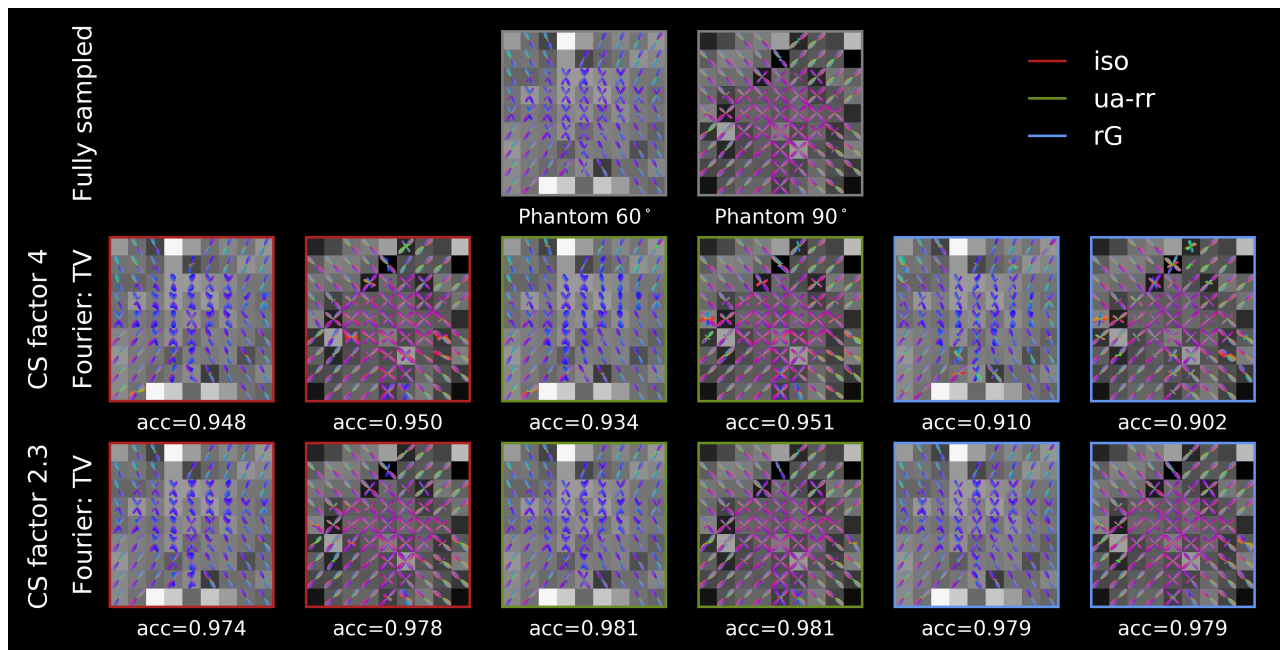 Fully sampled
iso
ua-rr
rG
Phantom 60°
Phantom 90°
CS factor 4
Fourier: TV
acc=0.948
acc=0.950
acc=0.934
acc=0.951
acc=0.910
acc=0.902
CS factor 2.3
Fourier: TV
acc=0.974
acc=0.978
acc=0.981
acc=0.981
acc=0.979
acc=0.979